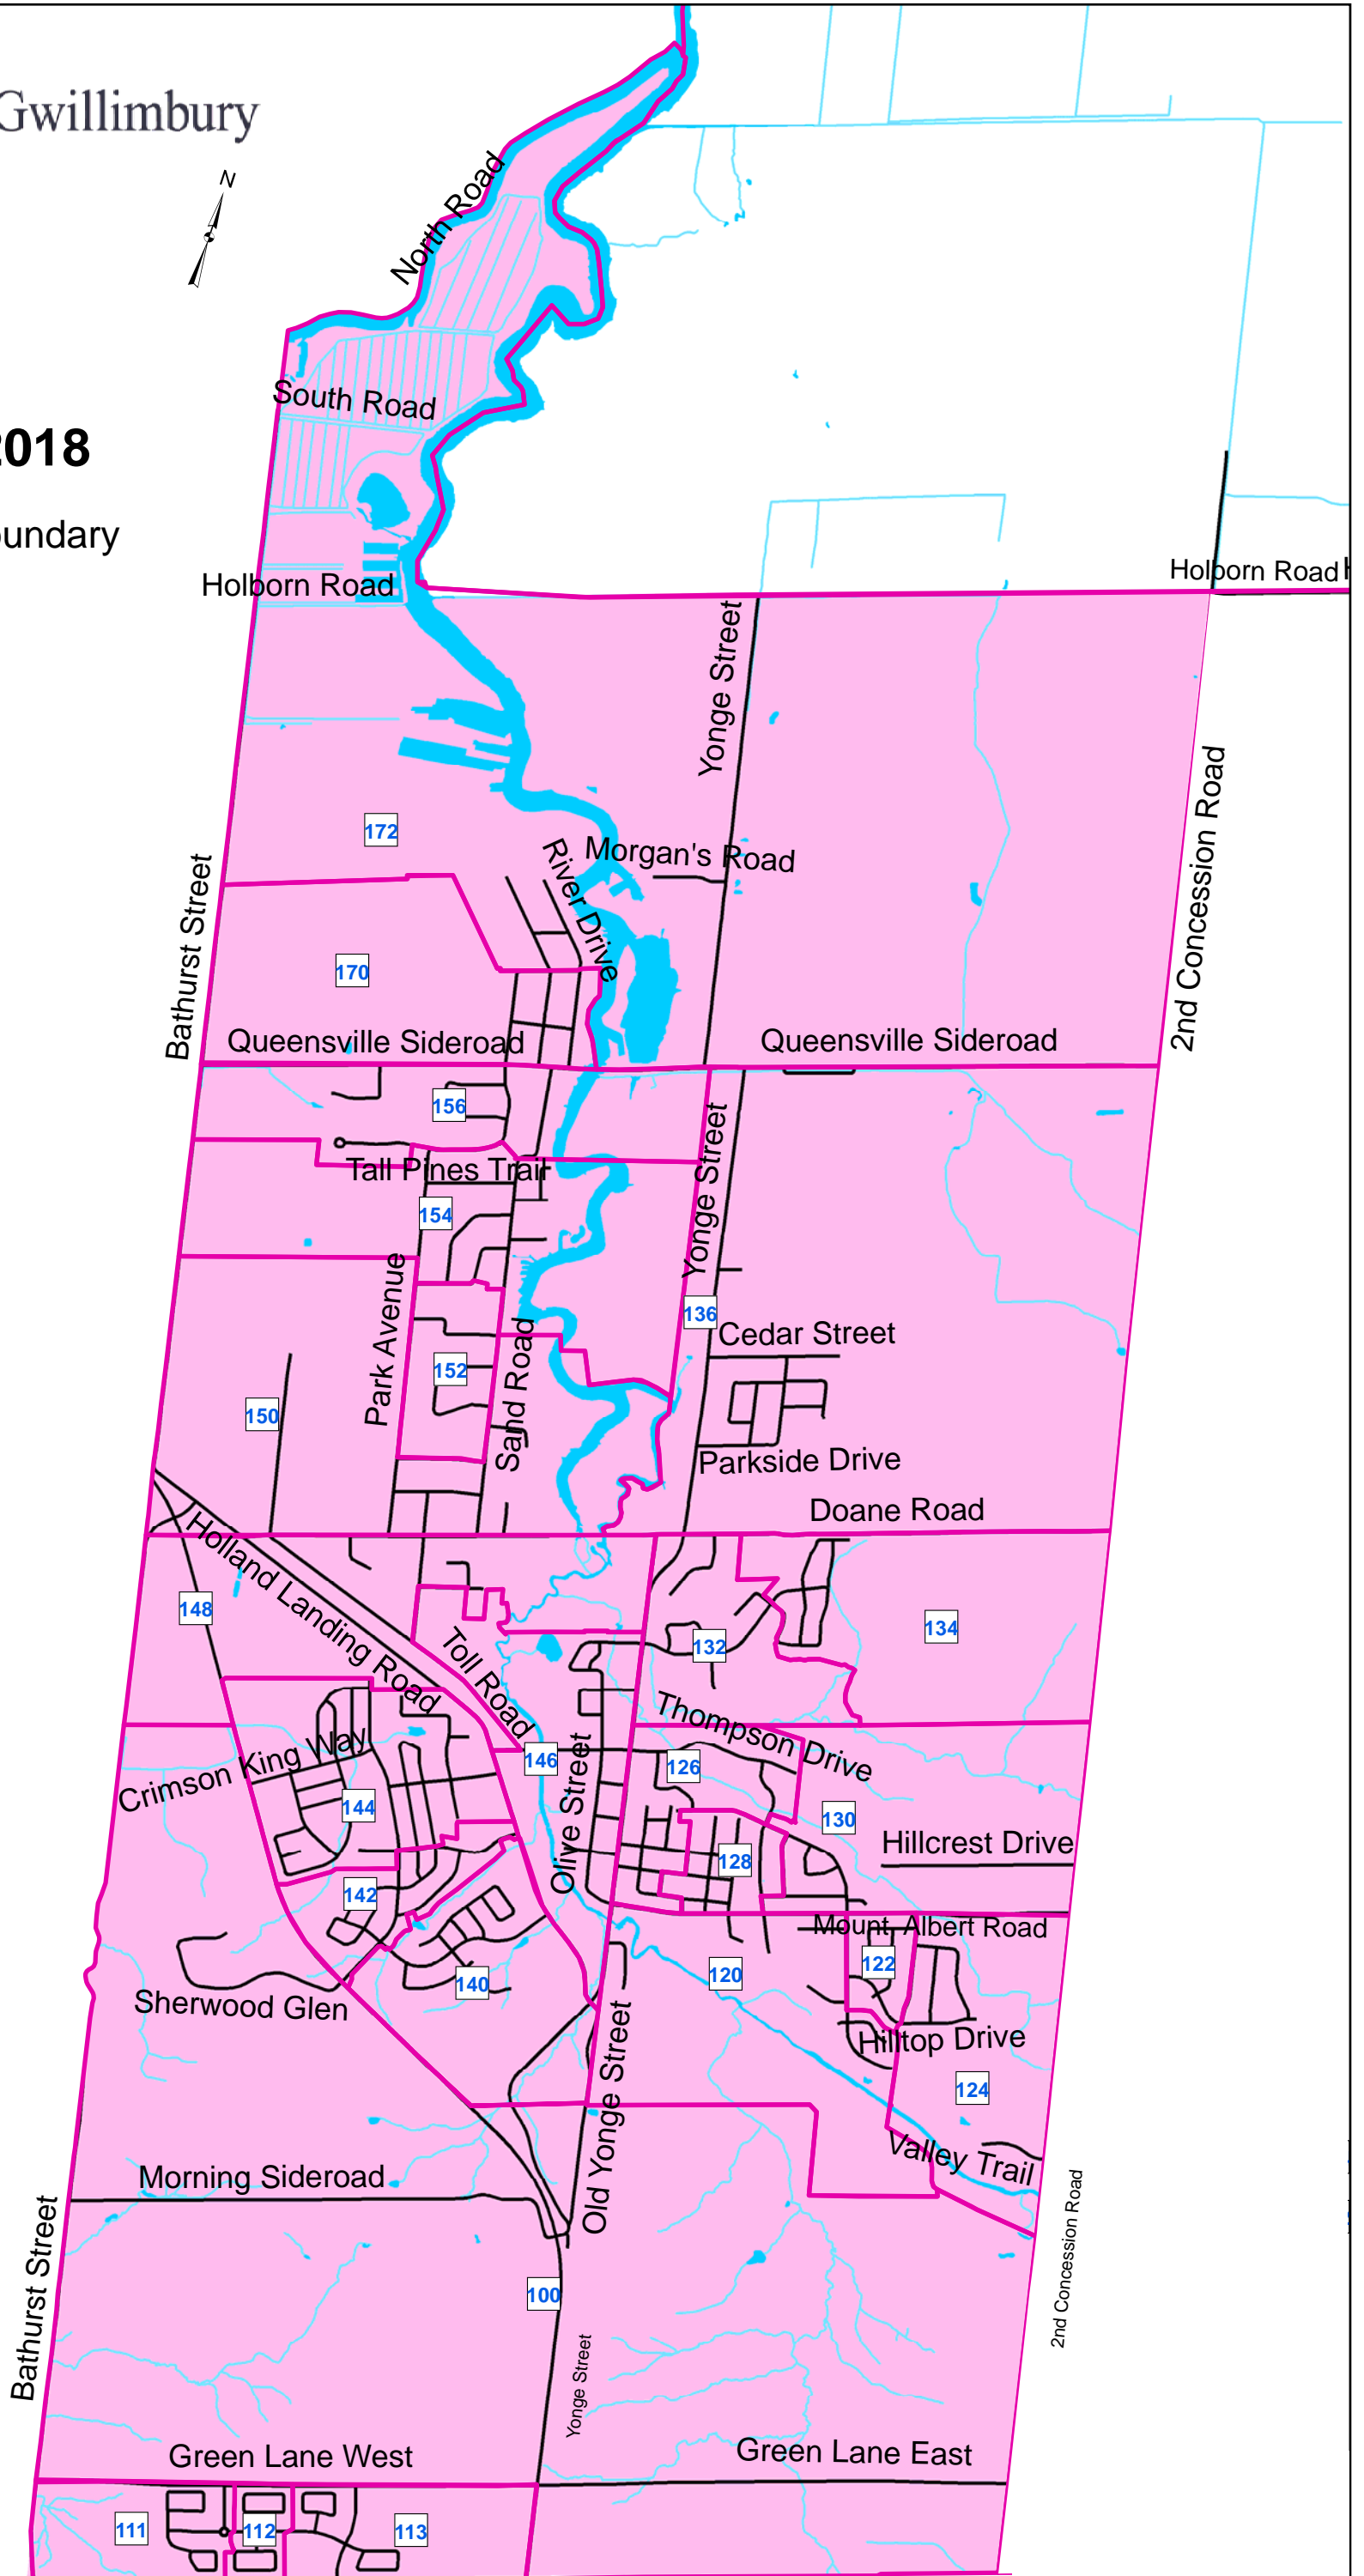 Gwillimbury
N
North Road
South Road
2018
oundary
Holborn Road
Holborn Road
Yonge Street
2nd Concession Road
172
Morgan's Road
River Drive
Bathurst Street
170
Queensville Sideroad
Queensville Sideroad
156
Yonge Street
Tall Pines Trail
154
Park Avenue
136
Cedar Street
152
Sand Road
150
Parkside Drive
Doane Road
Holland Landing Road
148
134
132
Toll Road
Thompson Drive
Crimson King Way
146
126
Olive Street
144
130
Hillcrest Drive
128
142
Mount Albert Road
122
120
140
Sherwood Glen
Hilltop Drive
Old Yonge Street
124
Valley Trail
Morning Sideroad
2nd Concession Road
Bathurst Street
100
Yonge Street
Green Lane West
Green Lane East
111
112
113